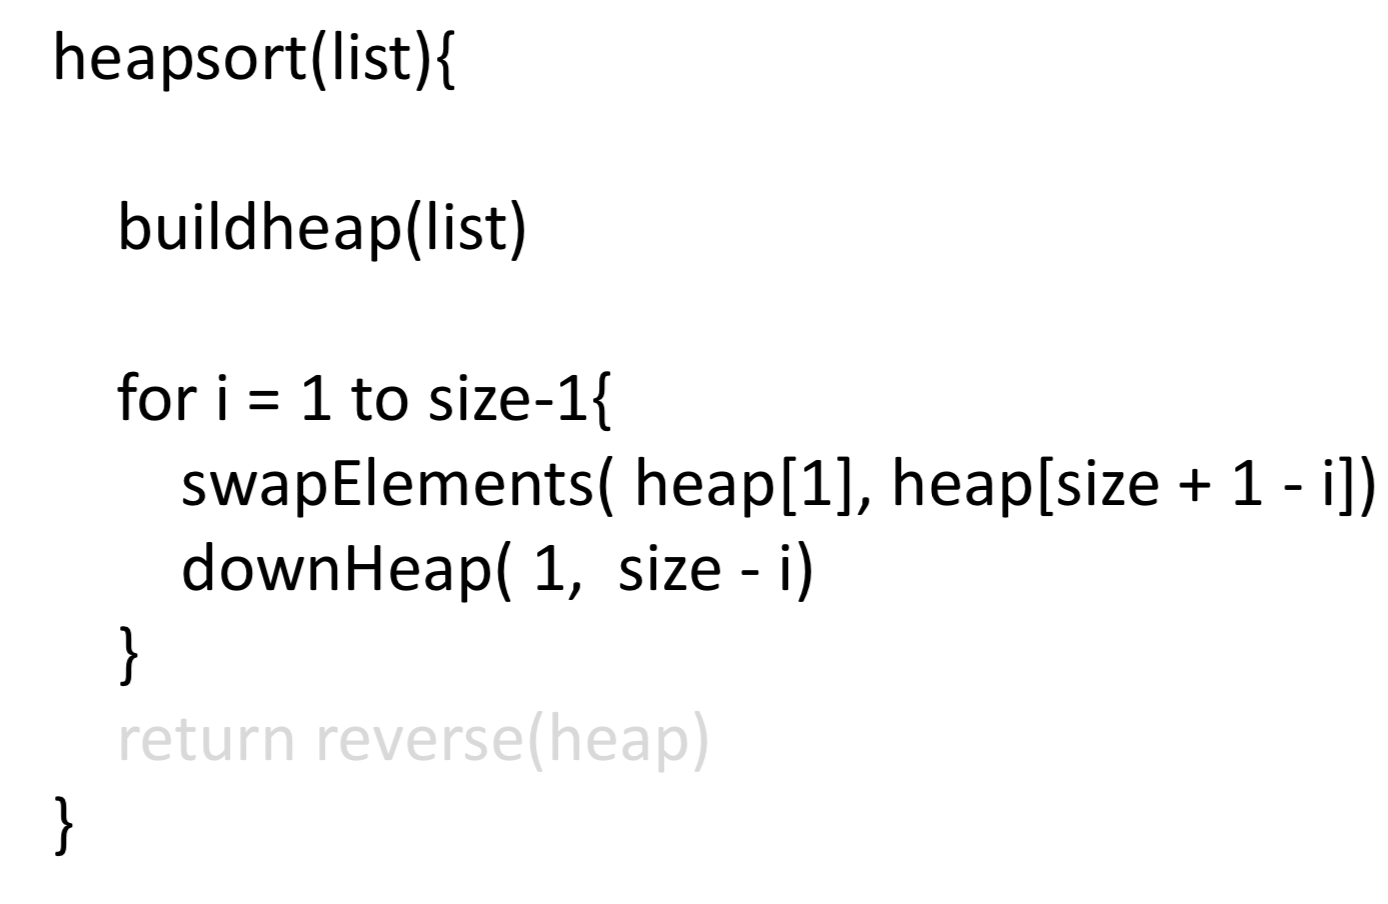 heapsort(list){
buildheap(list)
for i = 1 to size-1{
swapElements( heap[1], heap[size + 1 - i])
downHeap( 1,  size - i)
}
return reverse(heap)
}